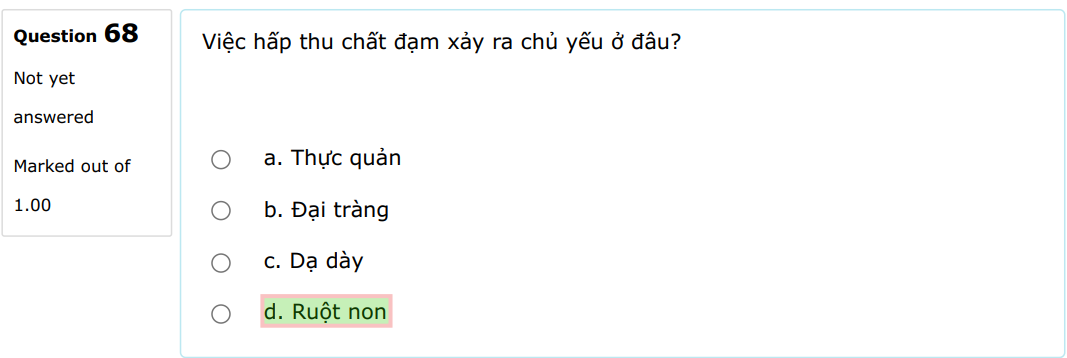 Question 68
Not yet
answered
Marked out of
1.00
Việc hấp thu chất đạm xảy ra chủ yếu ở đâu?
a. Thực quản
b. Đại tràng
c. Dạ dày
d. Ruột non